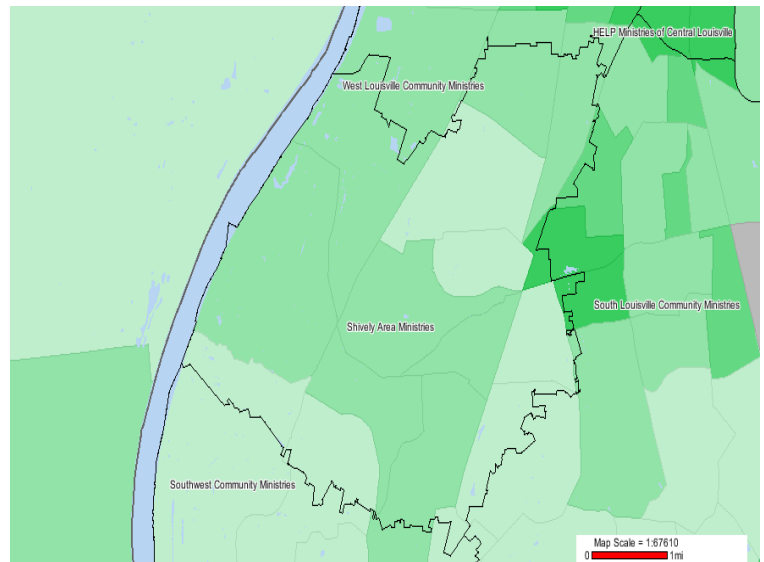 HELP Ministries of Central Louisville
West Louisville Community Ministries
South Louisville Community Ministries
Shively Area Ministries
Southwest Community Ministries
Map Scale = 1:67610
0 1mi